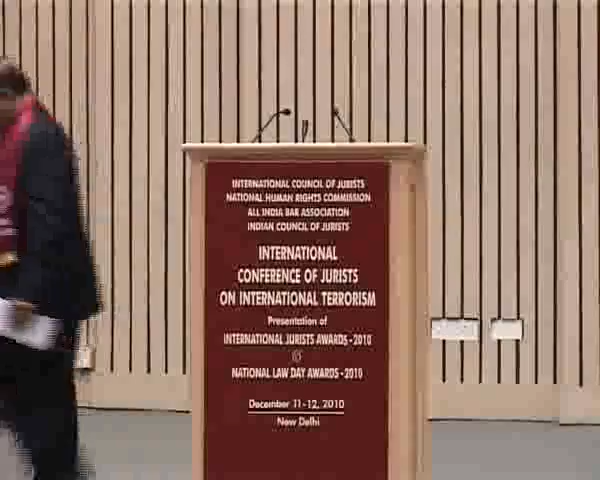 INTERNATIONAL COUNCIL OF JURISTS
NATIONAL HUMAN RIGHTS COMMISSION
ALL INDIA BAR ASSOCIATION
INDIAN COUNCIL OF JURISTS
INTERNATIONAL
CONFERENCE OF JURISTS
ON INTERNATIONAL TERRORISM
Presentation of
INTERNATIONAL JURISTS AWARDS - 2010
&
NATIONAL LAW DAY AWARDS - 2010
December 11-12, 2010
New Delhi